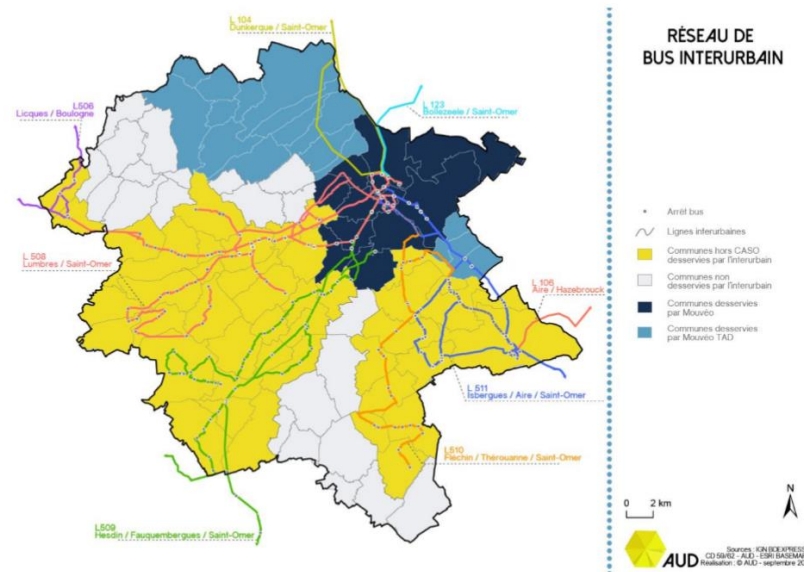 RÉSEAU DE
BUS INTERURBAIN
L 104
Dunkerque / Saint-Omer
L506
Licques / Boulogne
L 123
Bollezeele / Saint-Omer
L 508
Lumbres / Saint-Omer
L 106
Aire / Hazebrouck
L 511
Isbergues / Aire / Saint-Omer
L510
Fléchin / Thérouanne / Saint-Omer
L509
Hesdin / Fauquembergues / Saint-Omer
Arrêt bus
Lignes interurbaines
Communes hors CASO
desservies par l'interurbain
Communes non
desservies par l'interurbain
Communes desservies
par Mouvéo
Communes desservies
par Mouvéo TAD
0 2 km
N
AUD
Sources : IGN BDEXPRESS
CD 59/62 - AUD - ESRI BASEMAP
Réalisation : © AUD - septembre